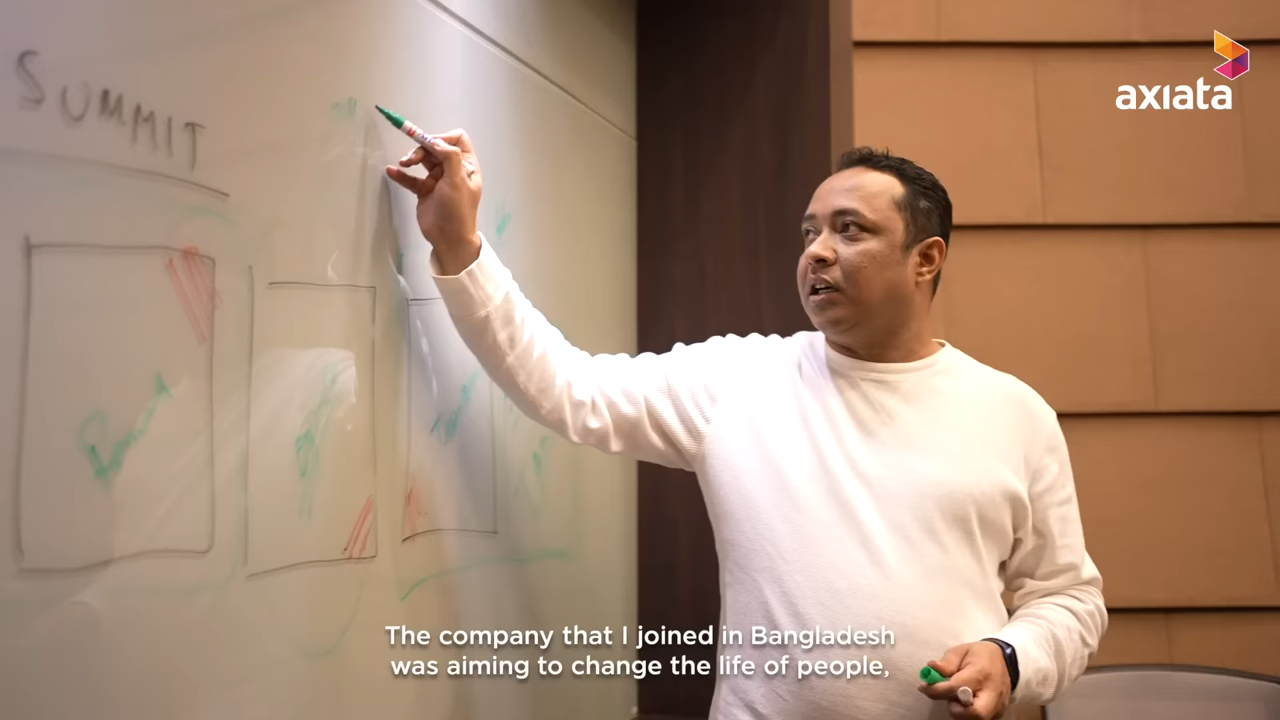 SUMMIT
axiata
The company that I joined in Bangladesh
was aiming to change the life of people,